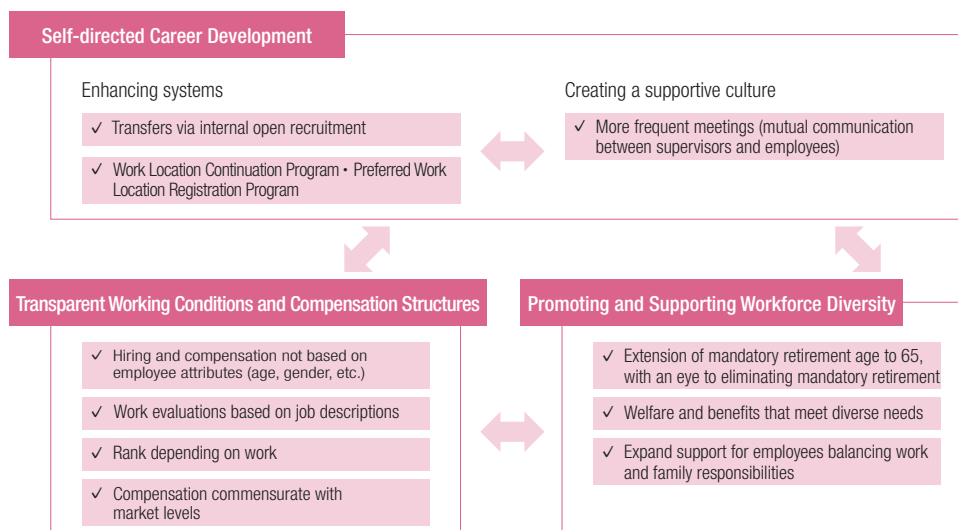 Self-directed Career Development
Enhancing systems
✓ Transfers via internal open recruitment
✓ Work Location Continuation Program・Preferred Work
Location Registration Program
Creating a supportive culture
✓ More frequent meetings (mutual communication
between supervisors and employees)
Transparent Working Conditions and Compensation Structures
✓ Hiring and compensation not based on
employee attributes (age, gender, etc.)
✓ Work evaluations based on job descriptions
✓ Rank depending on work
✓ Compensation commensurate with
market levels
Promoting and Supporting Workforce Diversity
✓ Extension of mandatory retirement age to 65,
with an eye to eliminating mandatory retirement
✓ Welfare and benefits that meet diverse needs
✓ Expand support for employees balancing work
and family responsibilities